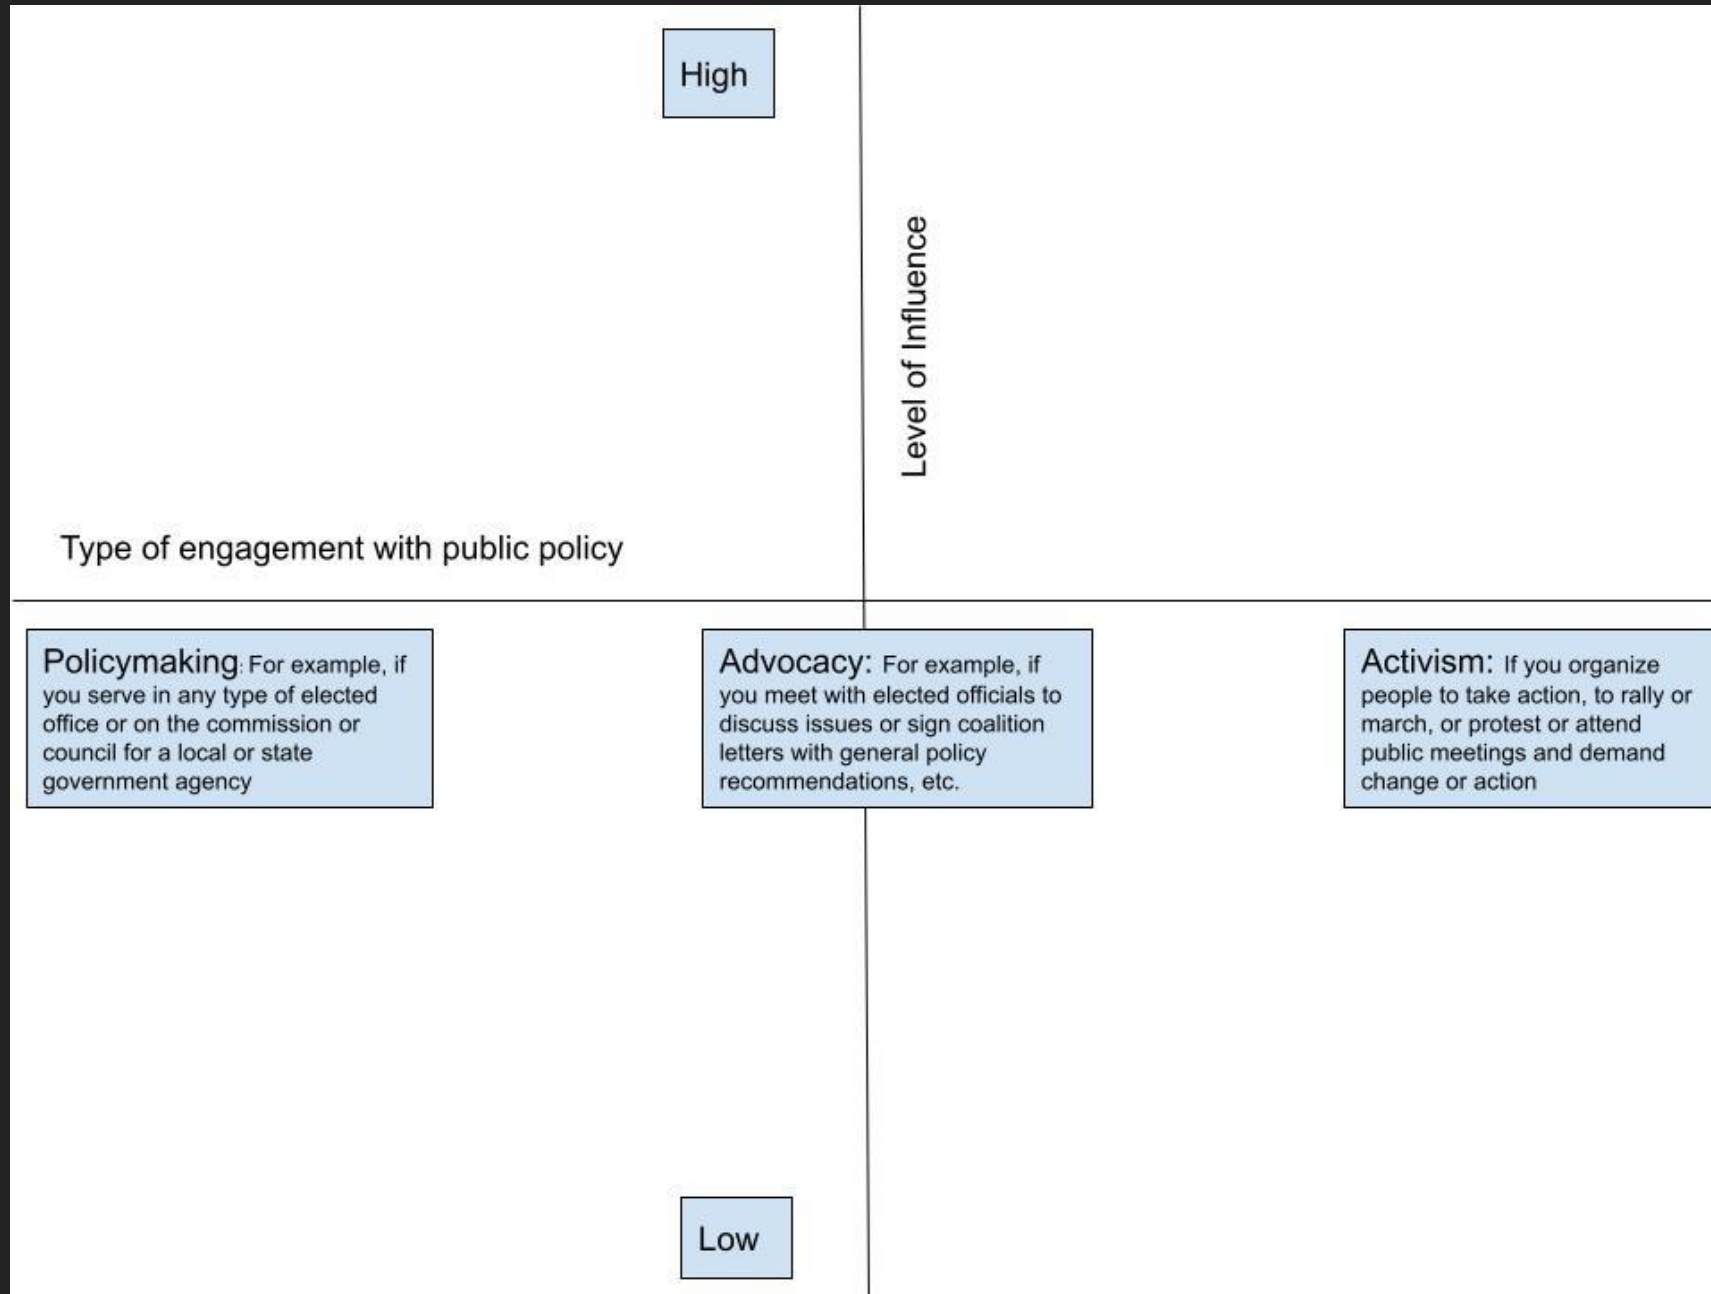 High
Level of Influence
Type of engagement with public policy
Policymaking: For example, if
you serve in any type of elected
office or on the commission or
council for a local or state
government agency
Advocacy: For example, if
you meet with elected officials to
discuss issues or sign coalition
letters with general policy
recommendations, etc.
Activism: If you organize
people to take action, to rally or
march, or protest or attend
public meetings and demand
change or action
Low